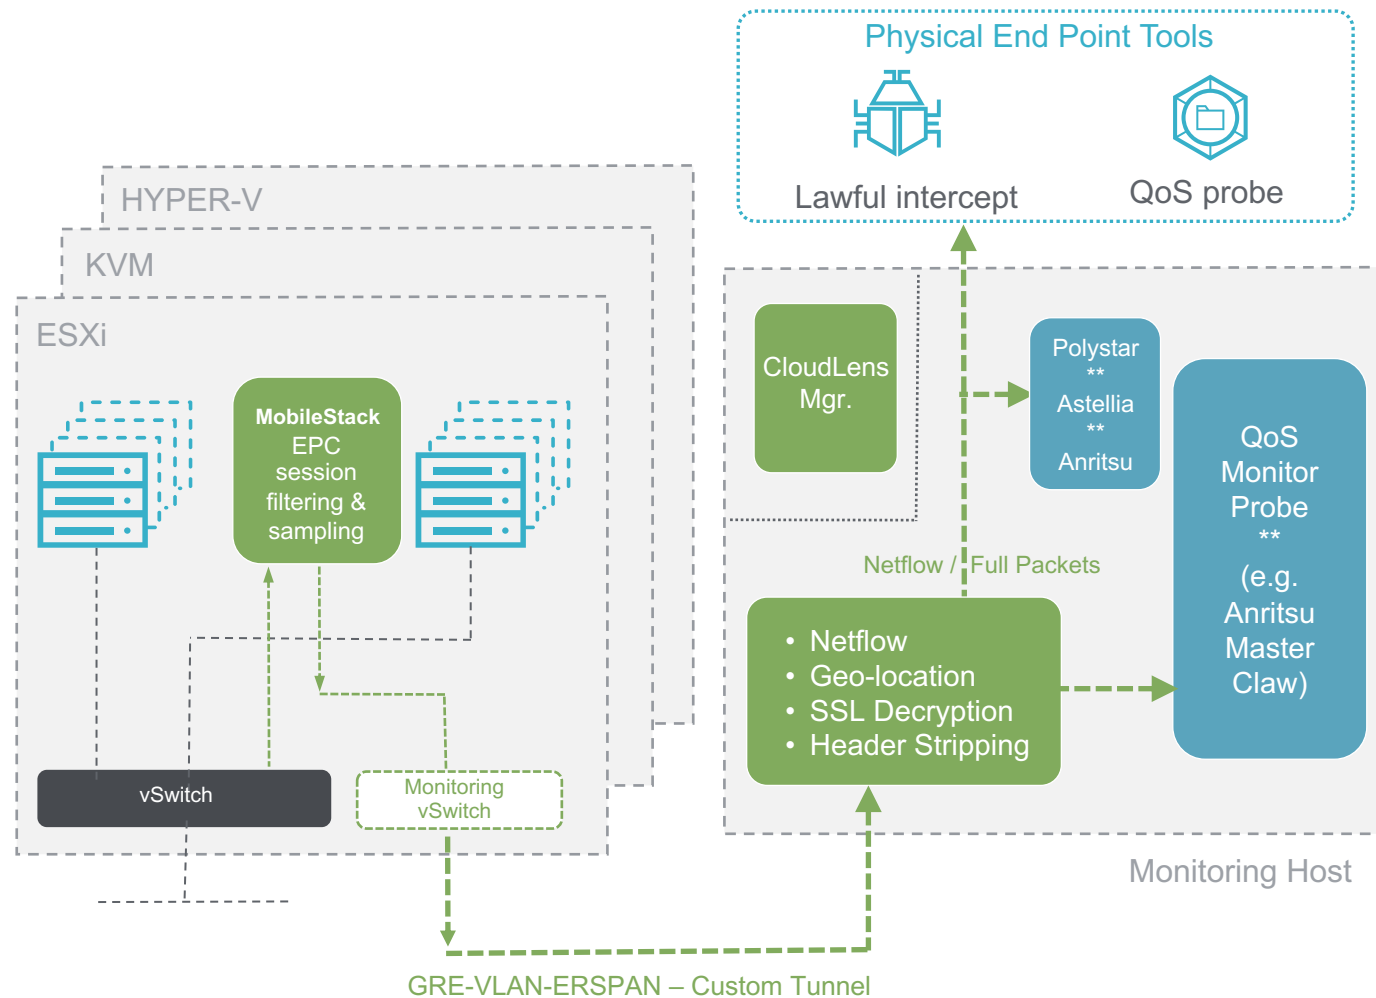 Physical End Point Tools
Lawful intercept
QoS probe
HYPER-V
KVM
ESXi
MobileStack
EPC
session
filtering &
sampling
vSwitch
Monitoring
vSwitch
GRE-VLAN-ERSPAN – Custom Tunnel
CloudLens
Mgr.
Polystar
**
Astellia
**
Anritsu
QoS
Monitor
Probe
**
(e.g.
Anritsu
Master
Claw)
Netflow / Full Packets
• Netflow
• Geo-location
• SSL Decryption
• Header Stripping
Monitoring Host